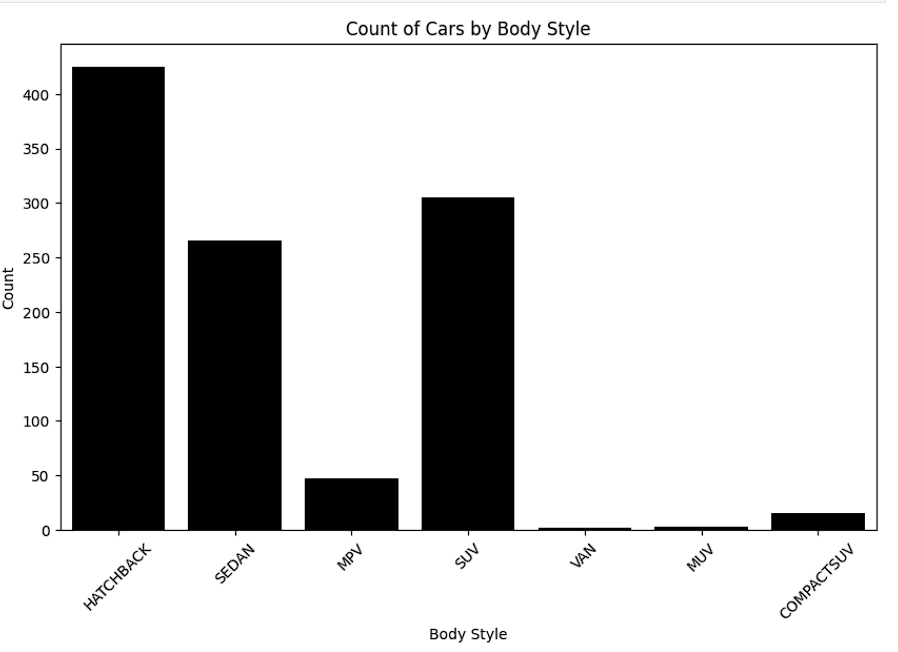 Count of Cars by Body Style
Count
400
350
300
250
200
150
100
50
0
HATCHBACK
SEDAN
MPV
SUV
VAN
MUV
COMPACTSUV
Body Style